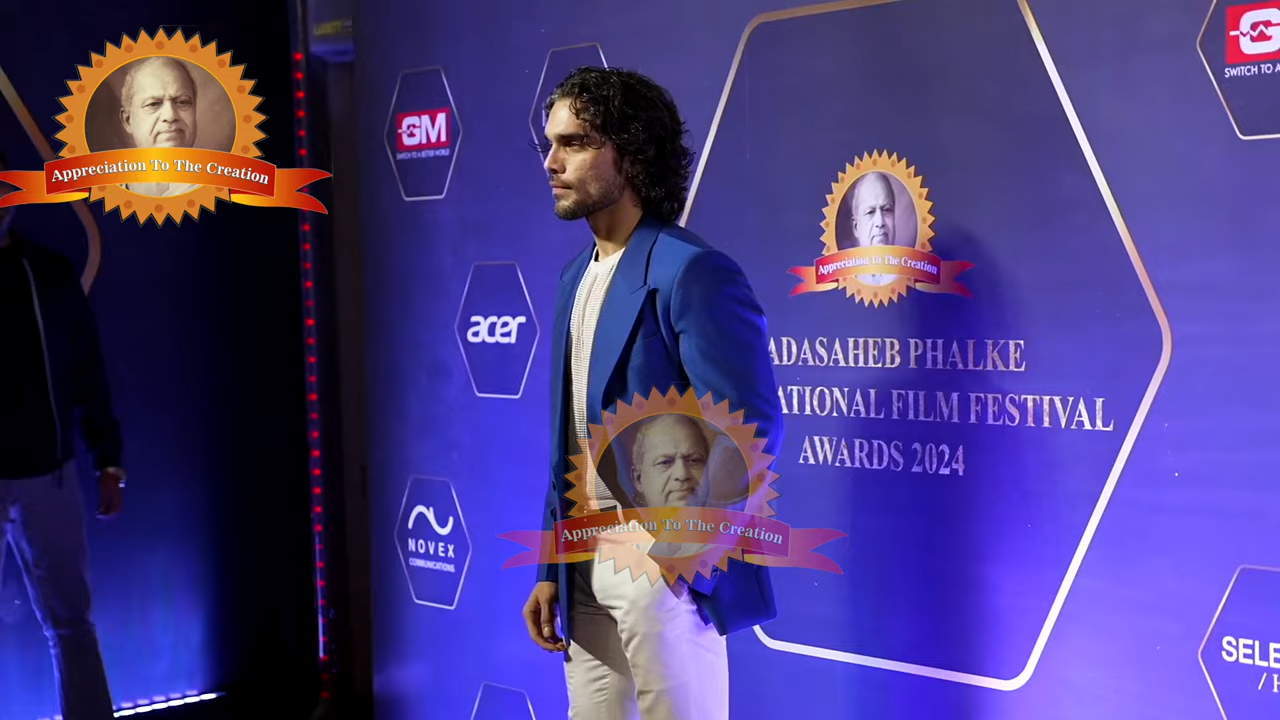 Appreciation To The Creation
GM
SWITCH TO A BETTER WORLD
SWITCH TO A
acer
Appreciation To The Creation
ADASAHEB PHALKE
ATIONAL FILM FESTIVAL
AWARDS 2024
NOVEX
COMMUNICATIONS
Appreciation To The Creation
SELE
/ H